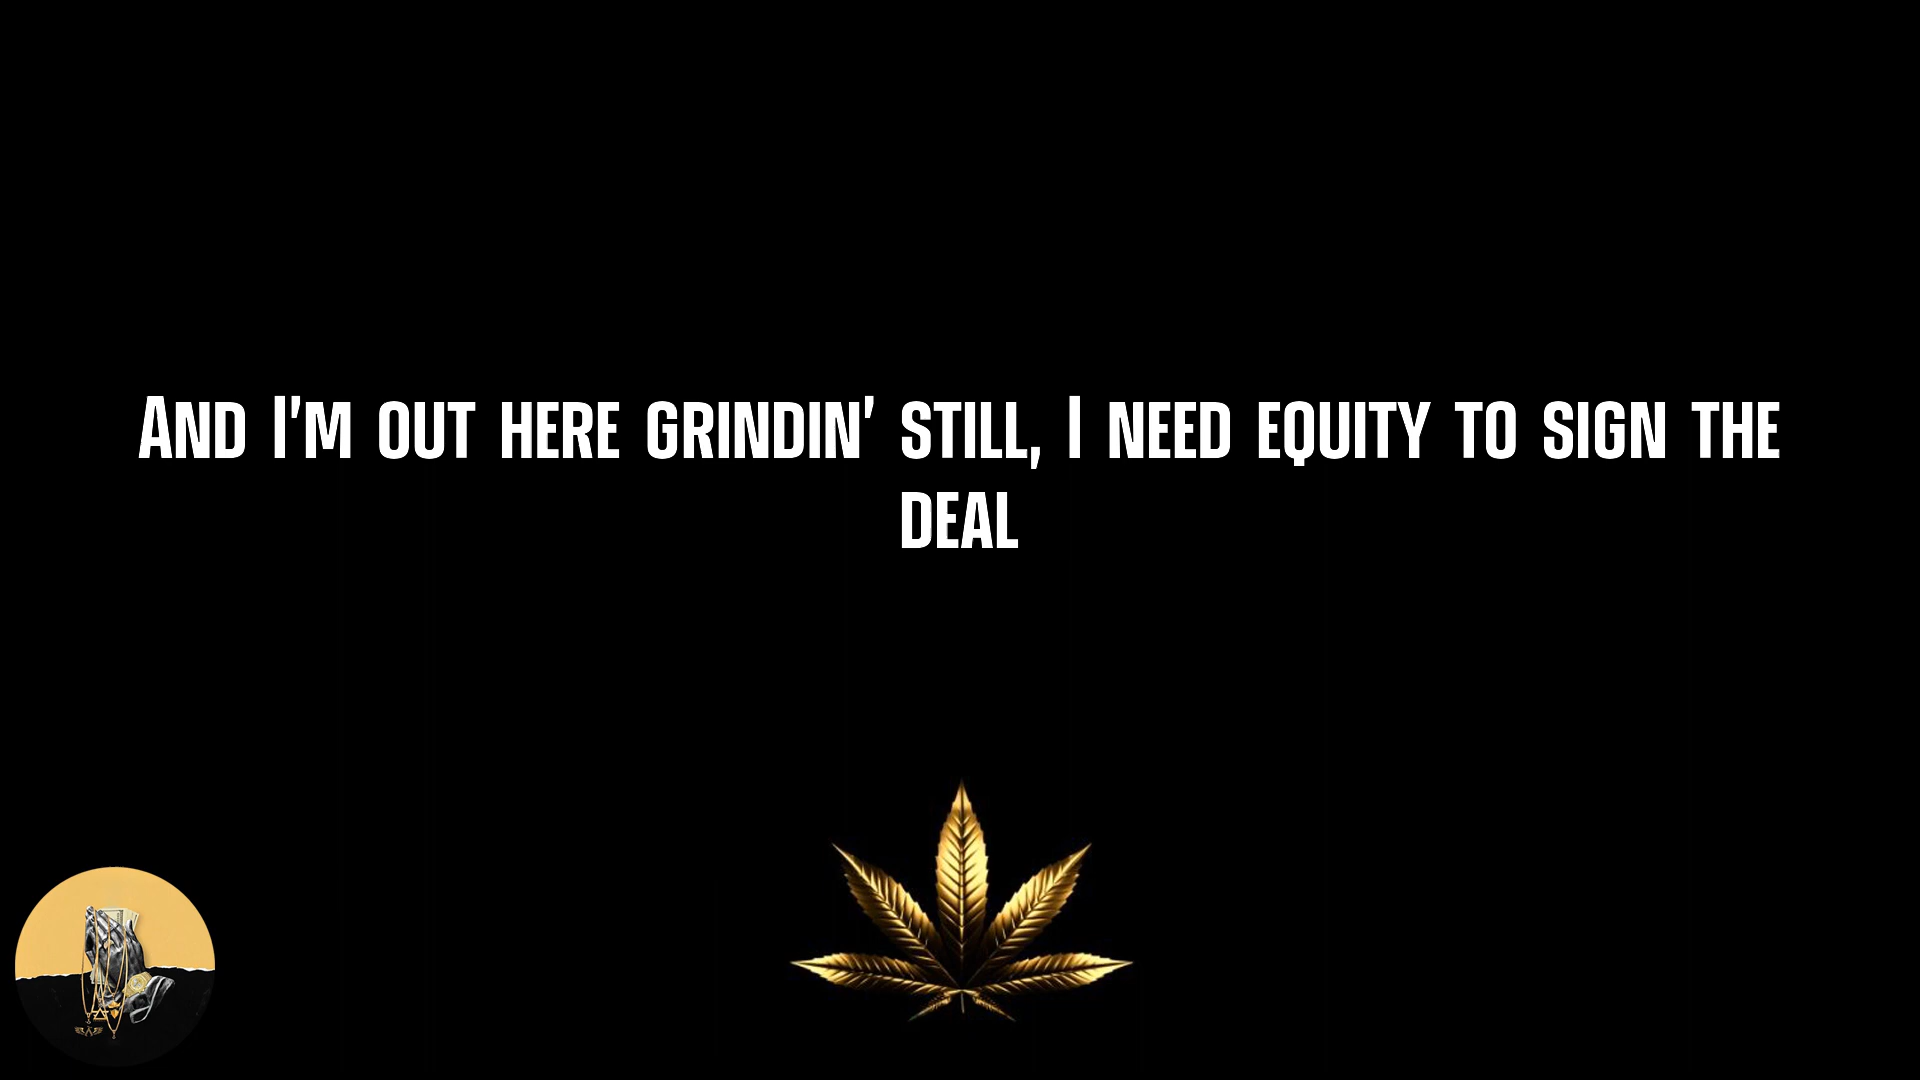 And I'm out here grindin' still, I need equity to sign the
deal